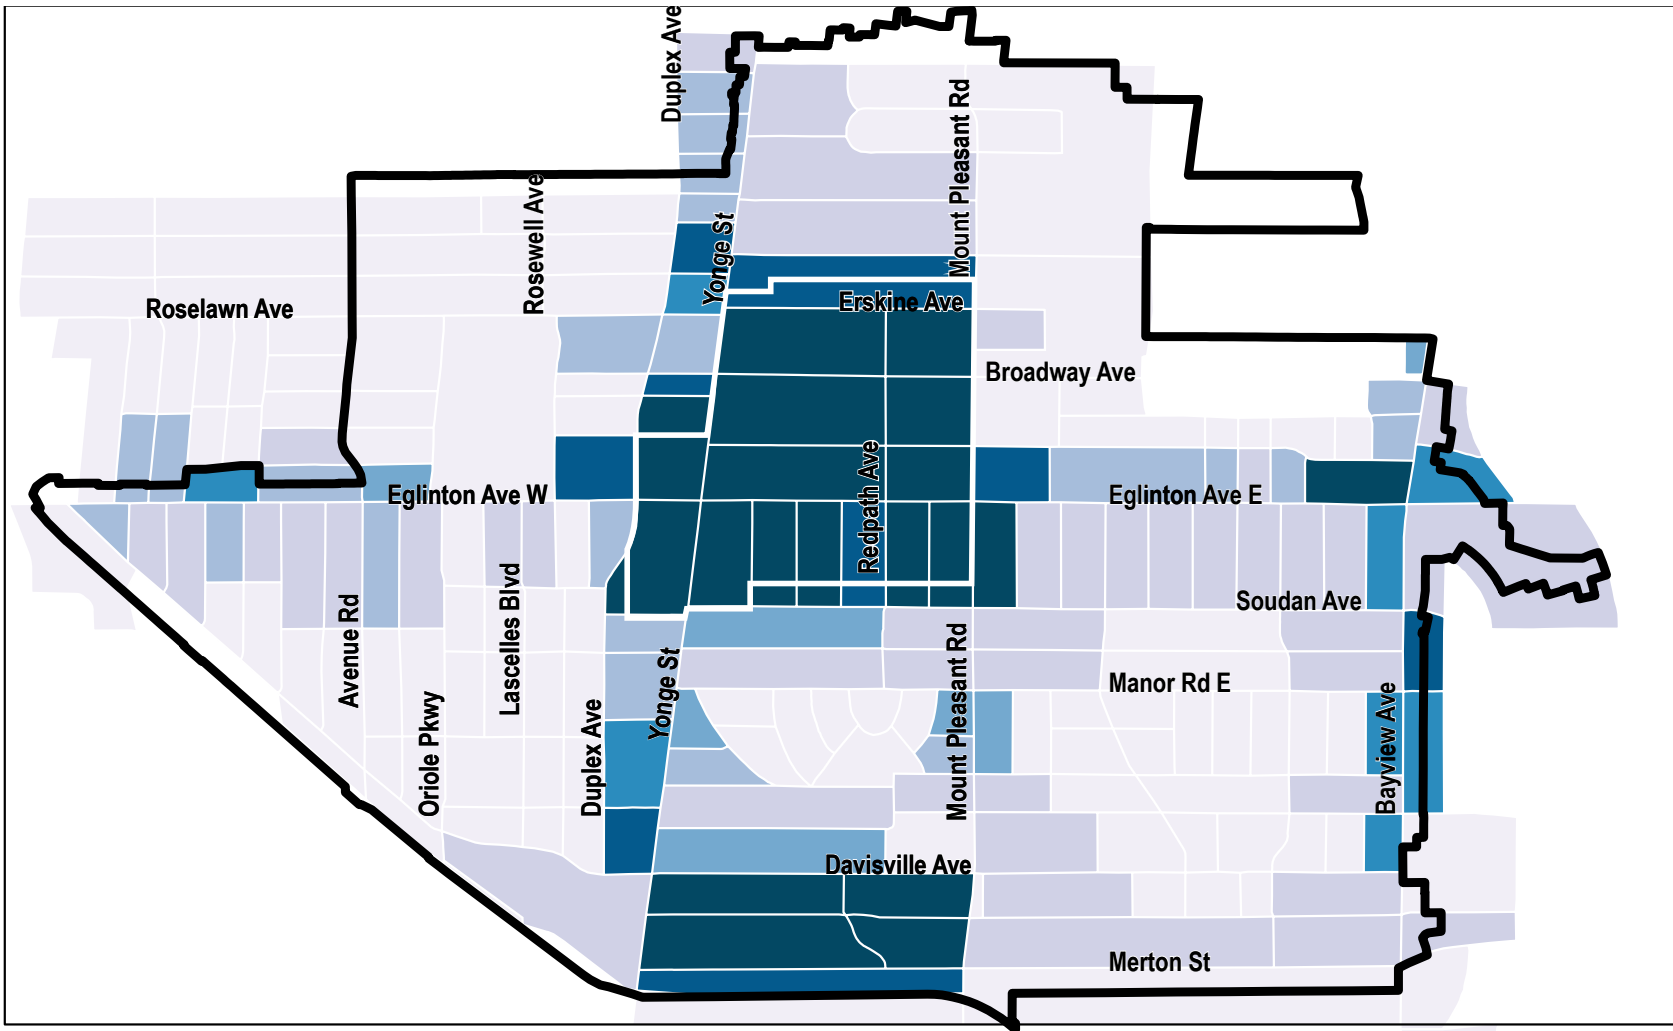 Duplex Ave
Mount Pleasant Rd
Rosewell Ave
Yonge St
Roselawn Ave
Erskine Ave
Broadway Ave
Redpath Ave
Eglinton Ave W
Eglinton Ave E
Soudan Ave
Lascelles Blvd
Avenue Rd
Mount Pleasant Rd
Yonge St
Manor Rd E
Oriole Pkwy
Duplex Ave
Bayview Ave
Davisville Ave
Merton St